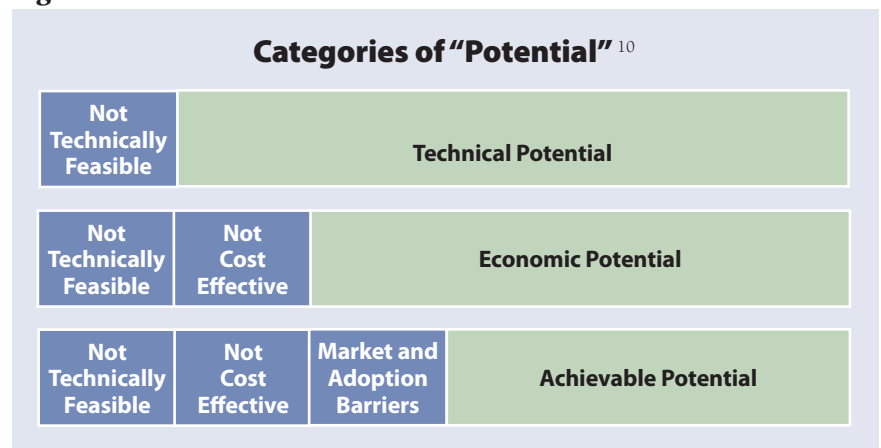 Categories of “Potential” 10
Not
Technically
Feasible
Technical Potential
Not
Technically
Feasible
Not
Cost
Effective
Economic Potential
Not
Technically
Feasible
Not
Cost
Effective
Market and
Adoption
Barriers
Achievable Potential